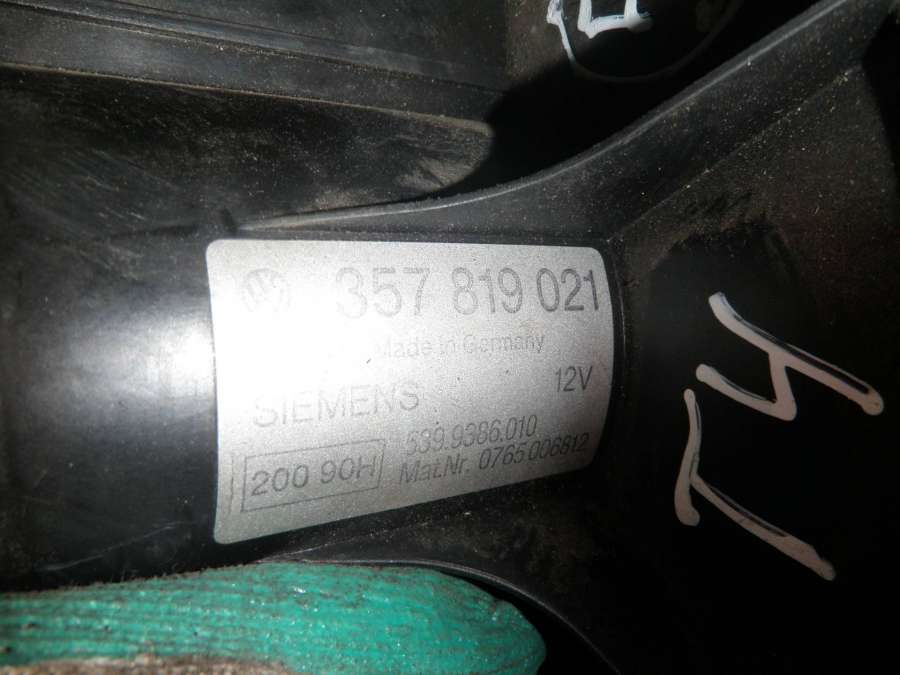 357 819 021
Made in Germany
SIEMENS 12V
539.9386.010
200 90H
Mat.Nr. 0765 006812
T4